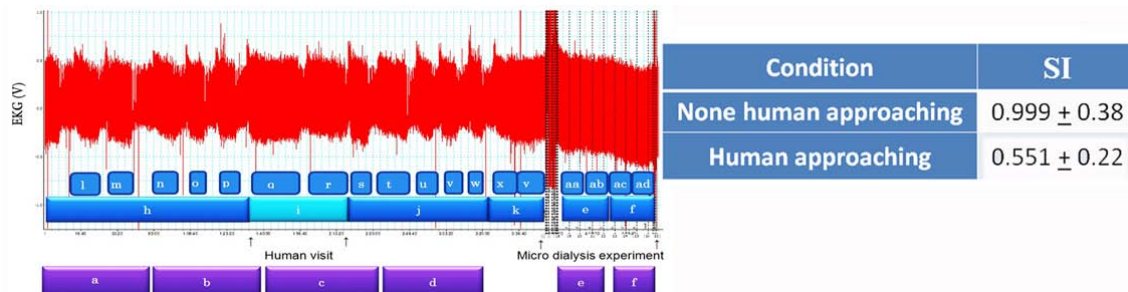 EKG (V)
l m n o p q r s t u v w x v aa ab ac ad
h i j k e f
Human visit
Micro dialysis experiment
a b c d e f
Condition SI
None human approaching 0.999 ± 0.38
Human approaching 0.551 ± 0.22